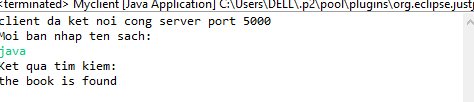 <terminated> Myclient [Java Application] C:\Users\DELL\.p2\pool\plugins\org.eclipse.justj
client da ket noi cong server port 5000
Moi ban nhap ten sach:
java
Ket qua tim kiem:
the book is found